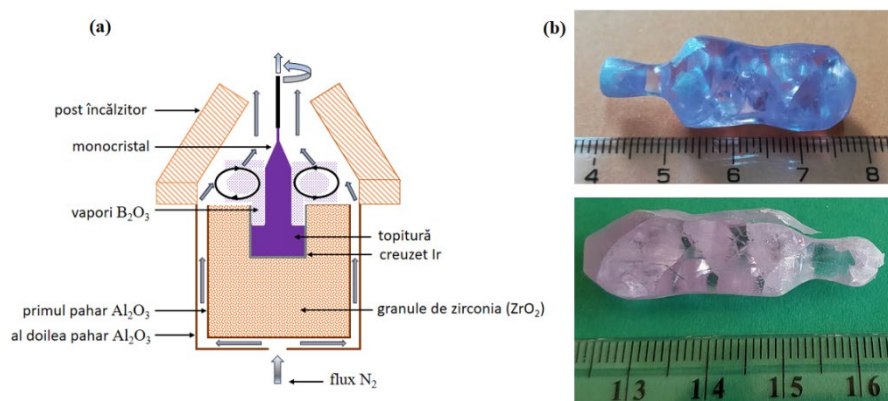 (a)
post încălzitor
monocristal
vapori B₂O₃
topitură
creuzet Ir
primul pahar Al₂O₃
granule de zirconia (ZrO₂)
al doilea pahar Al₂O₃
flux N₂
(b)
4 5 6 7 8
13 14 15 16